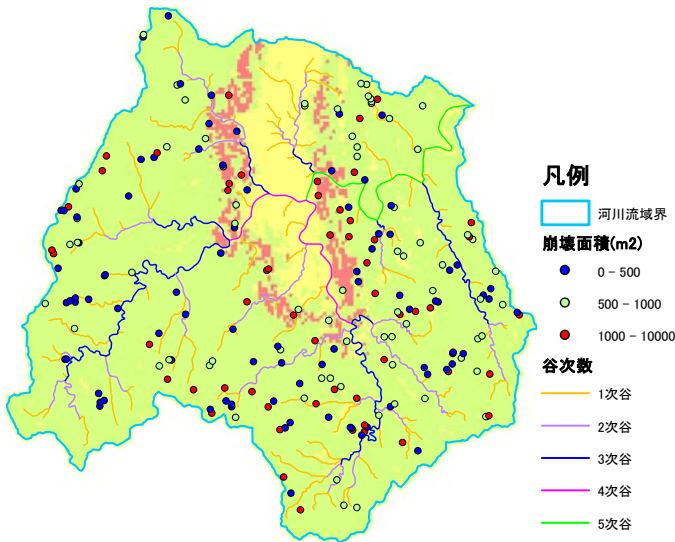 凡例
河川流域界
崩壊面積(m2)
0 - 500
500 - 1000
1000 - 10000
谷次数
1次谷
2次谷
3次谷
4次谷
5次谷